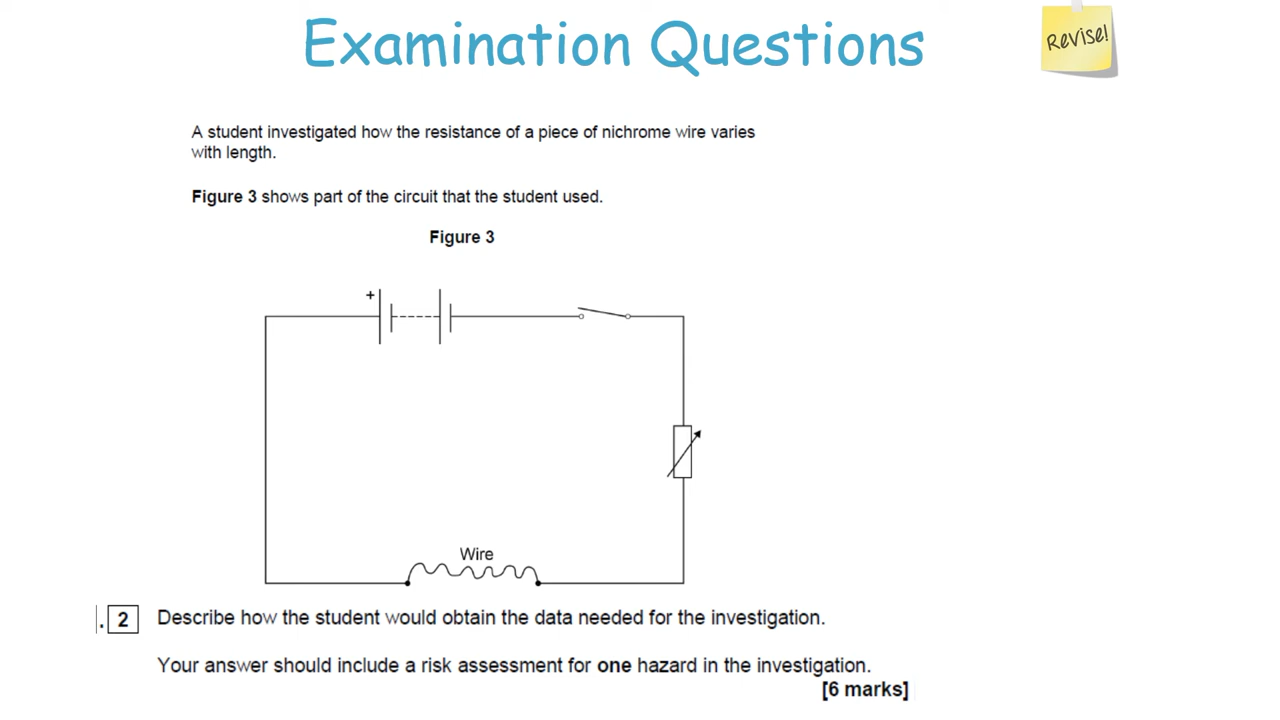 Examination Questions
Revise!
A student investigated how the resistance of a piece of nichrome wire varies
with length.
Figure 3 shows part of the circuit that the student used.
Figure 3
+
Wire
. 2 Describe how the student would obtain the data needed for the investigation.
Your answer should include a risk assessment for one hazard in the investigation.
[6 marks]